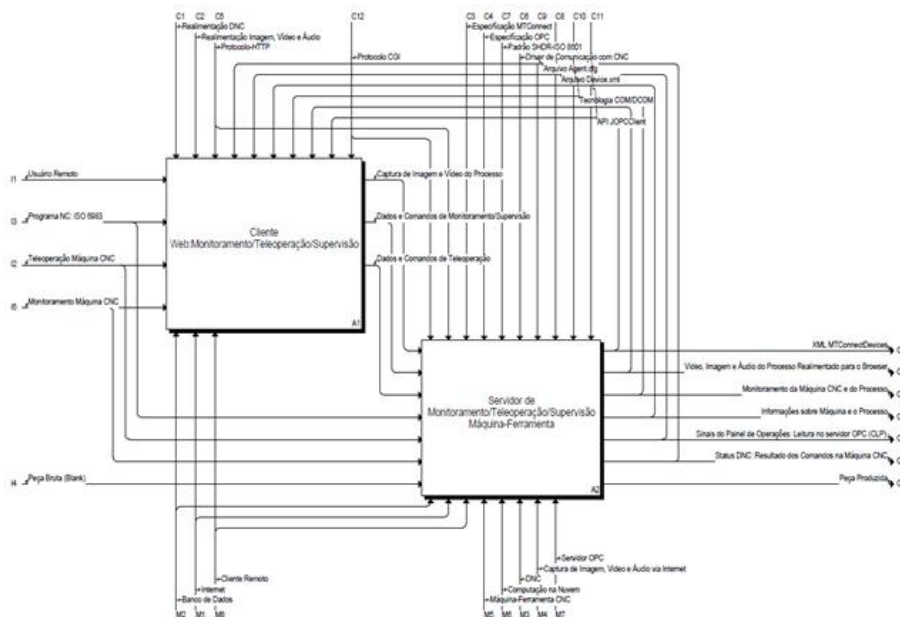 C1 C2 C5 C12 C3 C4 C7 C6 C9 C8 C10 C11
Realimentação DNC
Realimentação Imagem, Vídeo e Áudio
Protocolo-HTTP
Protocolo CGI
Especificação MTConnect
Especificação OPC
Padrão SHDR-ISO 8601
Driver de Comunicação com CNC
Arquivo Agent.cfg
Arquivo Device.xml
Tecnologia COM/DCOM
API JOPCClient
I1 Usuário Remoto
I3 Programa NC: ISO 6983
I2 Teleoperação Máquina CNC
I5 Monitoramento Máquina CNC
I4 Peça Bruta (Blank)
Cliente
Web:Monitoramento/Teleoperação/Supervisão
A1
Captura de Imagem e Vídeo do Processo
Dados e Comandos de Monitoramento/Supervisão
Dados e Comandos de Teleoperação
Servidor de
Monitoramento/Teleoperação/Supervisão
Máquina-Ferramenta
A2
XML MTConnectDevices
Vídeo, Imagem e Áudio do Processo Realimentado para o Browser
Monitoramento da Máquina CNC e do Processo
Informações sobre Máquina e o Processo
Sinais do Painel de Operações: Leitura no servidor OPC (CLP)
Status DNC: Resultado dos Comandos na Máquina CNC
Peça Produzida
Servidor OPC
Captura de Imagem, Vídeo e Áudio via Internet
DNC
Computação na Nuvem
Máquina-Ferramenta CNC
Cliente Remoto
Internet
Banco de Dados
M2 M1 M8 M5 M6 M3 M4 M7